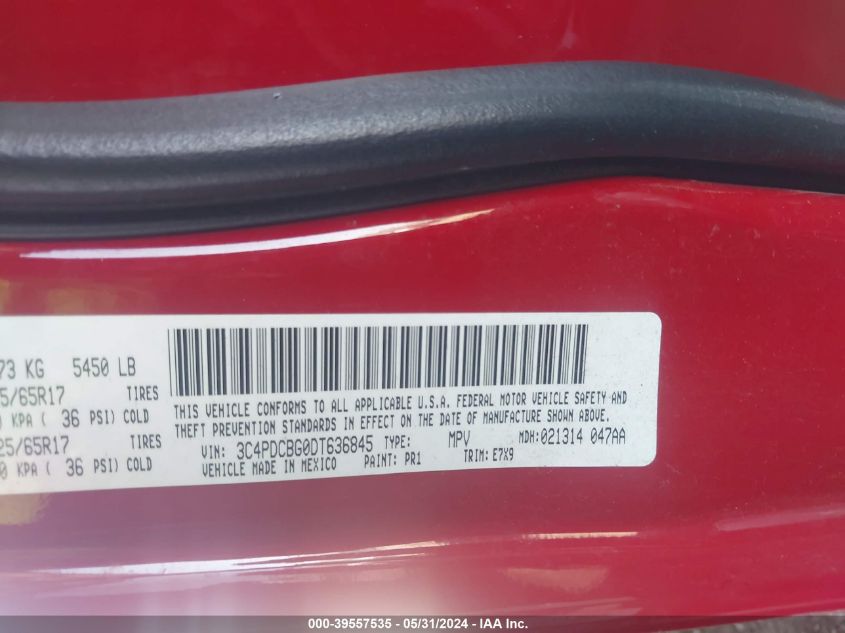 73 KG 5450 LB
5/65R17 TIRES
KPA ( 36 PSI) COLD
25/65R17 TIRES
0 KPA ( 36 PSI) COLD
THIS VEHICLE CONFORMS TO ALL APPLICABLE U.S.A. FEDERAL MOTOR VEHICLE SAFETY AND
THEFT PREVENTION STANDARDS IN EFFECT ON THE DATE OF MANUFACTURE SHOWN ABOVE.
VIN: 3C4PDCBG0DT636845 TYPE: MPV MDH:021314 047AA
VEHICLE MADE IN MEXICO PAINT: PR1 TRIM: E7X9
000-39557535 - 05/31/2024 - IAA Inc.